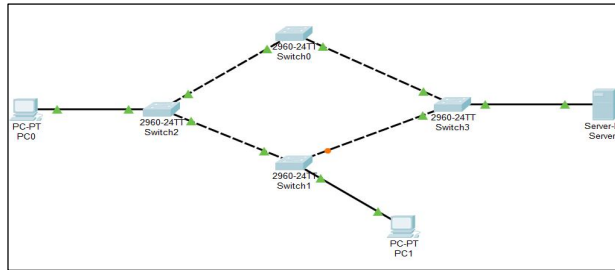 2960-24TT
Switch0
PC-PT
PC0
2960-24TT
Switch2
2960-24TT
Switch3
Server
2960-24TT
Switch1
PC-PT
PC1